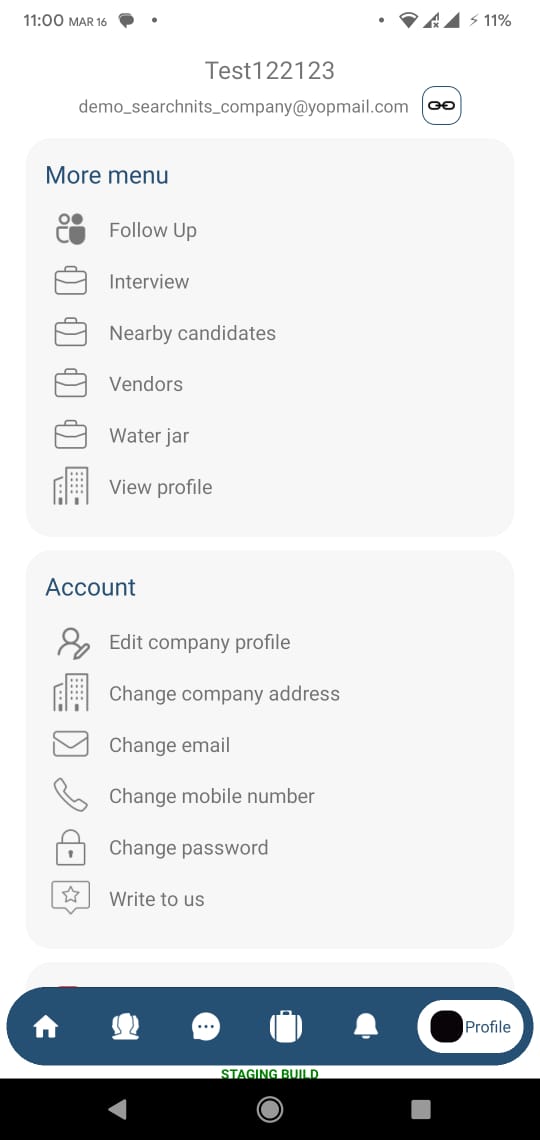 11:00 MAR 16
11%
Test122123
demo_searchnits_company@yopmail.com
More menu
Follow Up
Interview
Nearby candidates
Vendors
Water jar
View profile
Account
Edit company profile
Change company address
Change email
Change mobile number
Change password
Write to us
Profile
STAGING BUILD